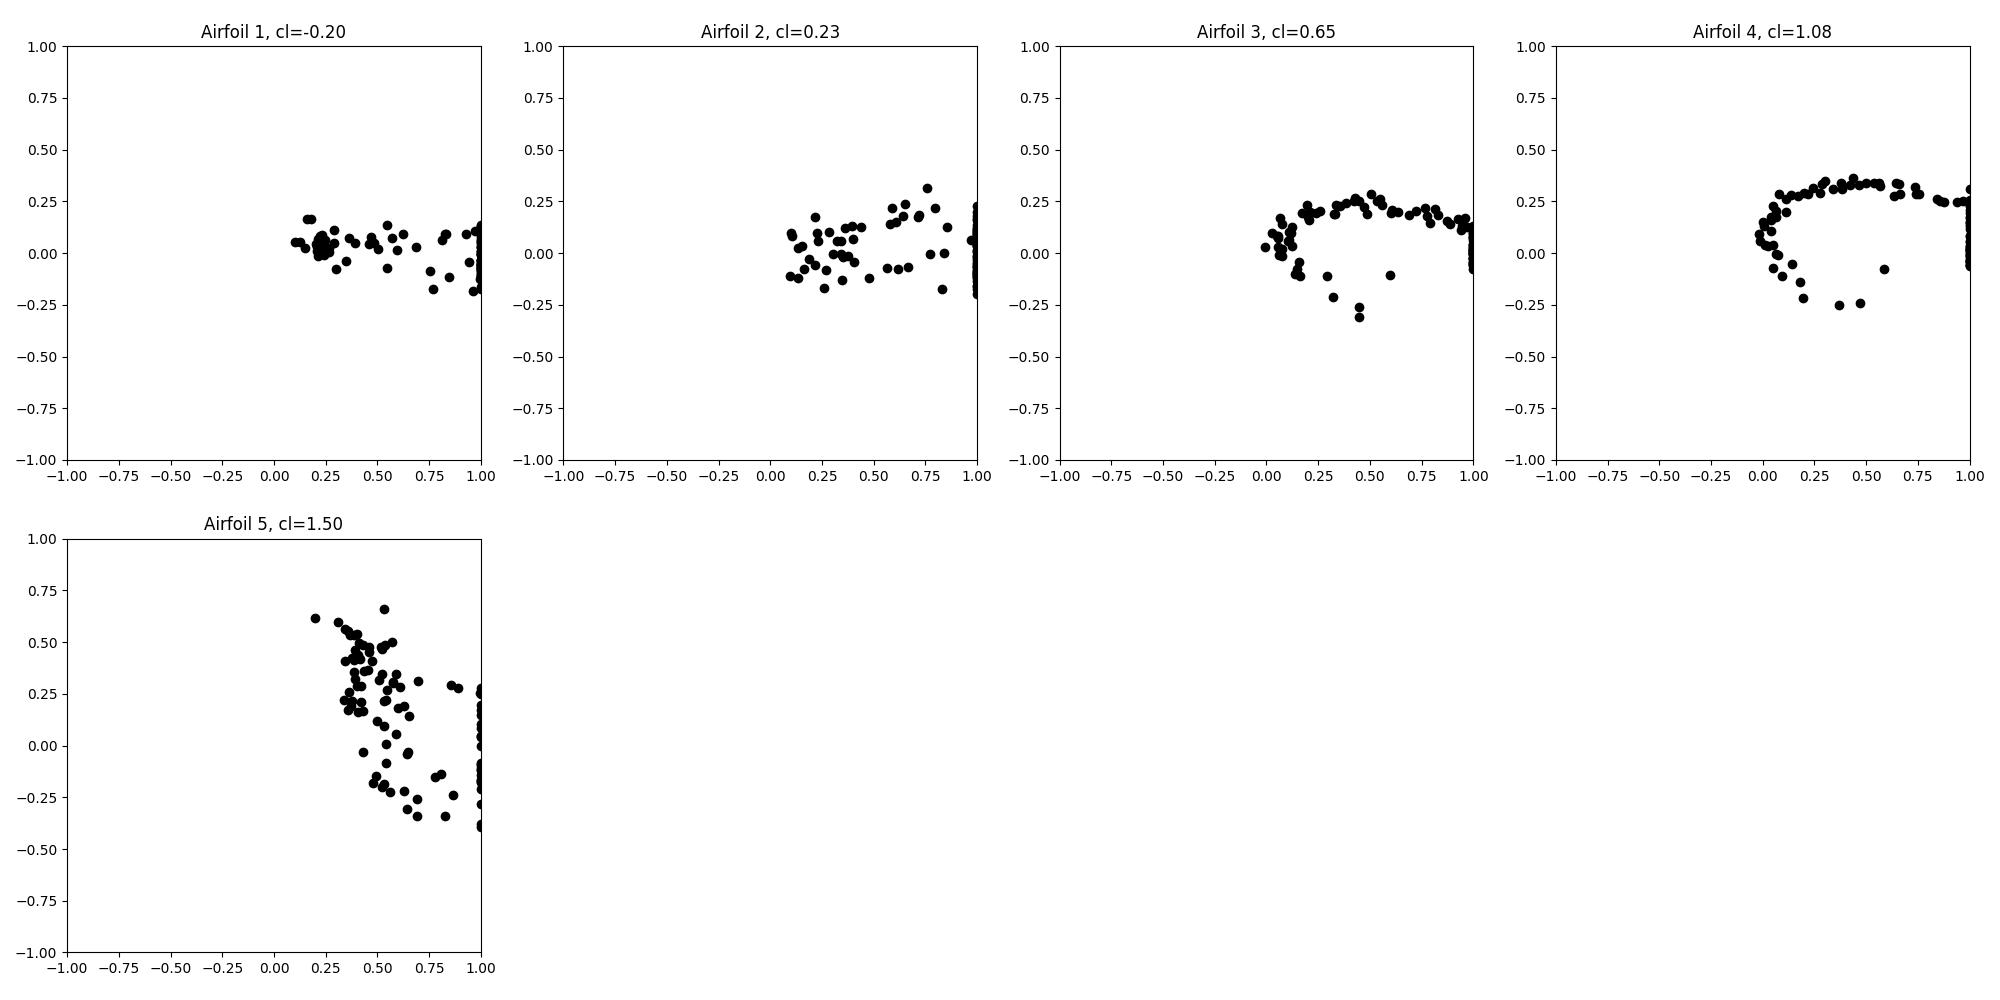 Airfoil 1, cl=-0.20
Airfoil 2, cl=0.23
Airfoil 3, cl=0.65
Airfoil 4, cl=1.08
1.00 1.00 1.00 1.00
0.75 0.75 0.75 0.75
0.50 0.50 0.50 0.50
0.25 0.25 0.25 0.25
0.00 0.00 0.00 0.00
−0.25 −0.25 −0.25 −0.25
−0.50 −0.50 −0.50 −0.50
−0.75 −0.75 −0.75 −0.75
−1.00 −1.00 −1.00 −1.00
−1.00 −0.75 −0.50 −0.25 0.00 0.25 0.50 0.75 1.00
−1.00 −0.75 −0.50 −0.25 0.00 0.25 0.50 0.75 1.00
−1.00 −0.75 −0.50 −0.25 0.00 0.25 0.50 0.75 1.00
−1.00 −0.75 −0.50 −0.25 0.00 0.25 0.50 0.75 1.00
Airfoil 5, cl=1.50
1.00
0.75
0.50
0.25
0.00
−0.25
−0.50
−0.75
−1.00
−1.00 −0.75 −0.50 −0.25 0.00 0.25 0.50 0.75 1.00